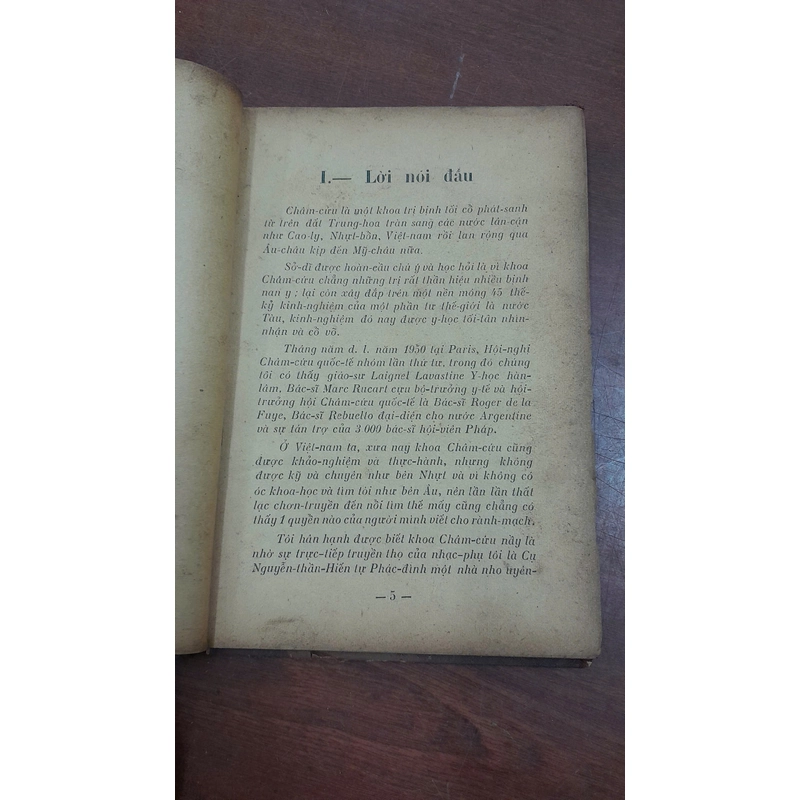 I.— Lời nói đầu
Châm-cứu là một khoa trị bịnh tối cổ phát-sanh
từ trên đất Trung-hoa tràn sang các nước lân-cận
như Cao-ly, Nhựt-bổn, Việt-nam rồi lan rộng qua
Âu-châu kịp đến Mỹ-châu nữa.
Sở-dĩ được hoàn-cầu chú ý và học hỏi là vì khoa
Châm-cứu chẳng những trị rất thần hiệu nhiều bịnh
nan y ; lại còn xây đắp trên một nền móng 45 thế-
kỷ kinh-nghiệm của một phần tư thế-giới là nước
Tàu, kinh-nghiệm đó nay được y-học tối-tân nhìn-
nhận và cổ võ.
Tháng năm d. l. năm 1950 tại Paris, Hội-nghị
Châm-cứu quốc-tế nhóm lần thứ tư, trong đó chúng
tôi có thấy giáo-sư Laignel Lavastine Y-học hàn-
lâm, Bác-sĩ Marc Rucart cựu bộ-trưởng y-tế và hội-
trưởng hội Châm-cứu quốc-tế là Bác-sĩ Roger de la
Fuye, Bác-sĩ Rebuelto đại-diện cho nước Argentine
và sự tán trợ của 3 000 bác-sĩ hội-viên Pháp.
Ở Việt-nam ta, xưa nay khoa Châm-cứu cũng
được khảo-nghiệm và thực-hành, nhưng không
được kỹ và chuyên như bên Nhựt và vì không có
óc khoa-học và tìm tòi như bên Âu, nên lần lần thất
lạc chơn-truyền đến nỗi tìm thế mấy cũng chẳng có
thấy 1 quyển nào của người mình viết cho rành-mạch.
Tôi hân hạnh được biết khoa Châm-cứu nầy là
nhờ sự trực-tiếp truyền thọ của nhạc-phụ tôi là Cụ
Nguyễn-thần-Hiến tự Phác-đình một nhà nho uyên-
— 5 —